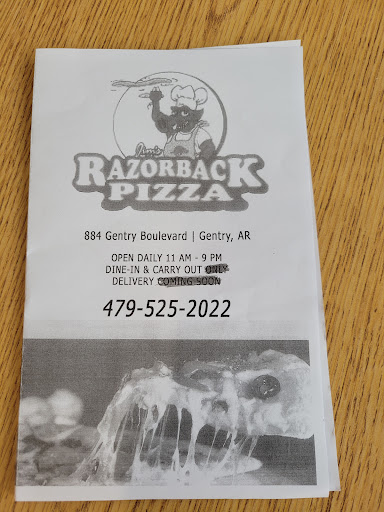 Jim's
RAZORBACK
PIZZA
884 Gentry Boulevard | Gentry, AR
OPEN DAILY 11 AM - 9 PM
DINE-IN & CARRY OUT ONLY
DELIVERY COMING SOON
479-525-2022